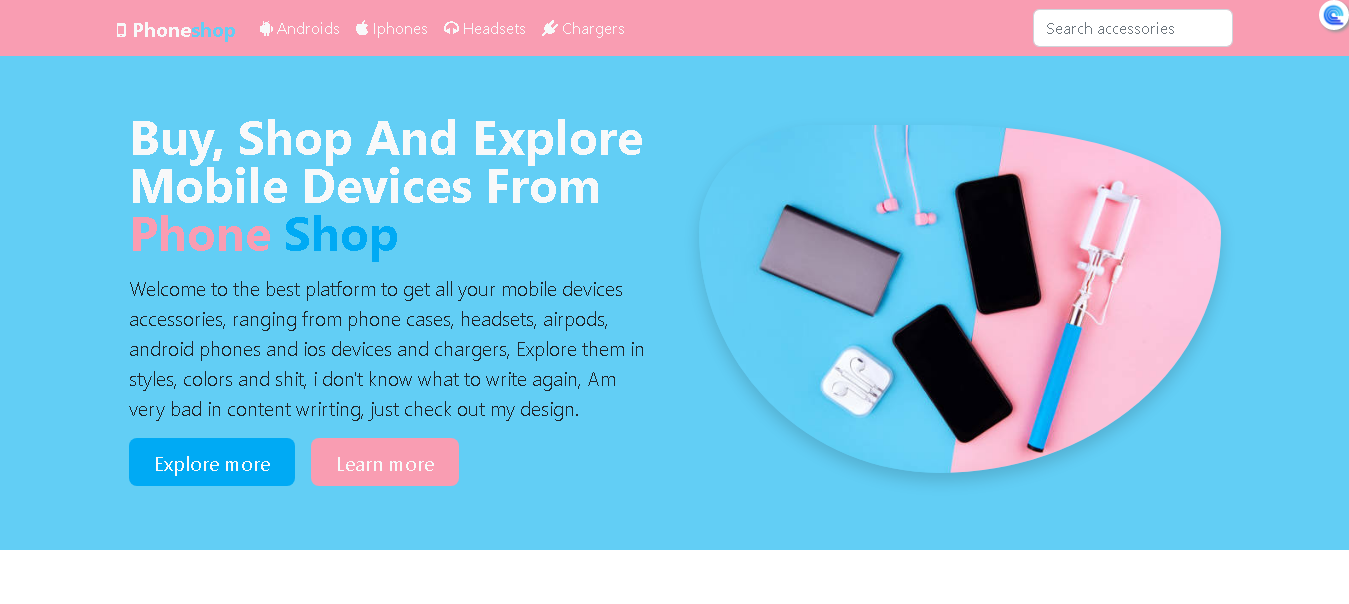 Phoneshop
Androids
Iphones
Headsets
Chargers
Search accessories
Buy, Shop And Explore
Mobile Devices From
Phone Shop
Welcome to the best platform to get all your mobile devices
accessories, ranging from phone cases, headsets, airpods,
android phones and ios devices and chargers, Explore them in
styles, colors and shit, i don't know what to write again, Am
very bad in content wrirting, just check out my design.
Explore more
Learn more